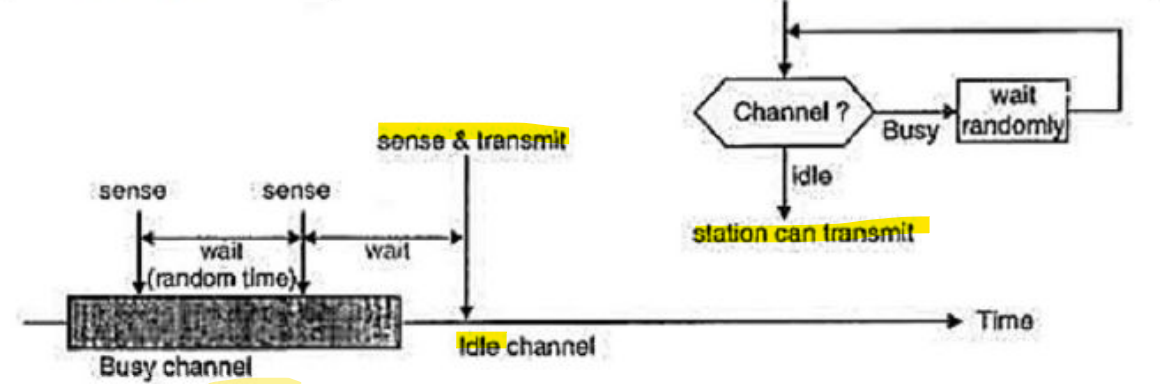 Channel ?
wait
randomly
Busy
idle
station can transmit
sense & transmit
sense
sense
wait
(random time)
wait
Time
Idle channel
Busy channel